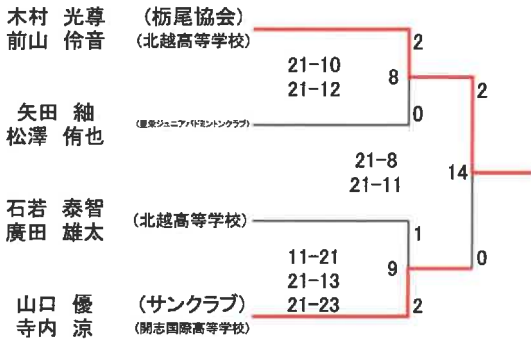 木村 光尊 (栃尾協会)
前山 伶音 (北越高等学校)
2
21-10
21-12
8
2
矢田 紬
松澤 侑也
0
21-8
21-11
14
石若 泰智
廣田 雄太 (北越高等学校)
1
11-21
21-13
21-23
9
0
山口 優 (サンクラブ)
寺内 涼 (開志国際高等学校)
2